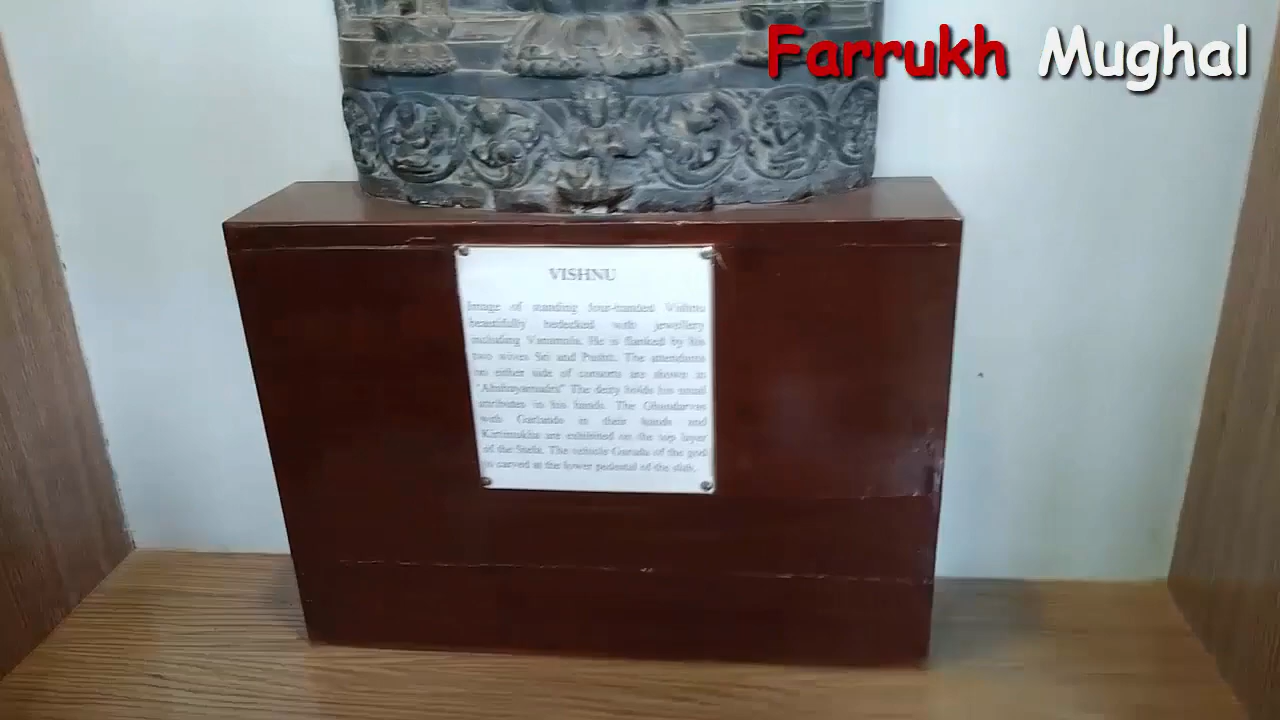 Farrukh Mughal
VISHNU
Image of standing four-handed Vishnu
beautifully bedecked with jewellery
including Vanamala. He is flanked by his
two wives Sri and Pushti. The attendants
on either side of consorts are shown in
The deity holds his usual
attributes in his hands. The Ghandarvas
with Garlands in their hands and
Kirtimukha are exhibited on the top layer
of the Stela. The vehicle Garuda of the god
is carved at the lower pedestal of the slab.